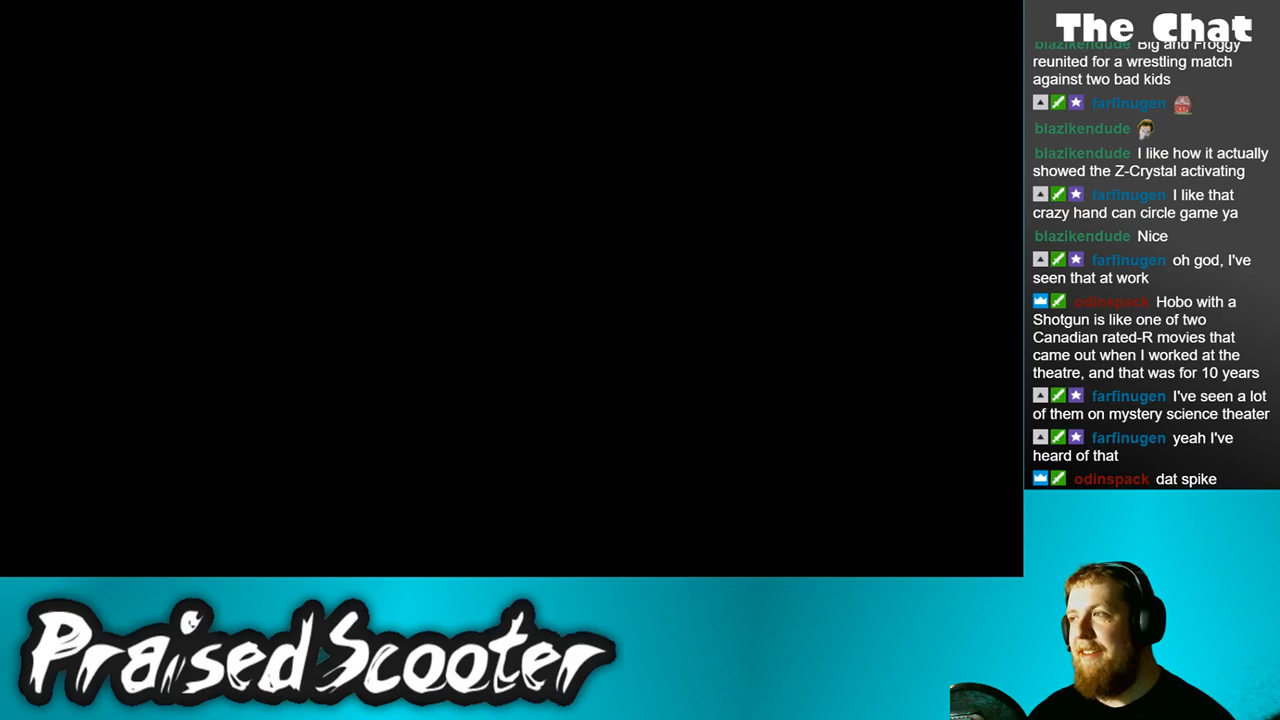 The Chat
blazikendude Big and Froggy
reunited for a wrestling match
against two bad kids
farfinugen
blazikendude
blazikendude I like how it actually
showed the Z-Crystal activating
farfinugen I like that
crazy hand can circle game ya
blazikendude Nice
farfinugen oh god, I've
seen that at work
odinspack Hobo with a
Shotgun is like one of two
Canadian rated-R movies that
came out when I worked at the
theatre, and that was for 10 years
farfinugen I've seen a lot
of them on mystery science theater
farfinugen yeah I've
heard of that
odinspack dat spike
PraisedScooter